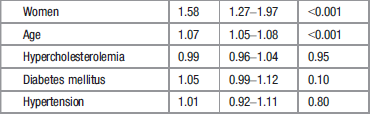 Women 1.58 1.27–1.97 <0.001
Age 1.07 1.05–1.08 <0.001
Hypercholesterolemia 0.99 0.96–1.04 0.95
Diabetes mellitus 1.05 0.99–1.12 0.10
Hypertension 1.01 0.92–1.11 0.80